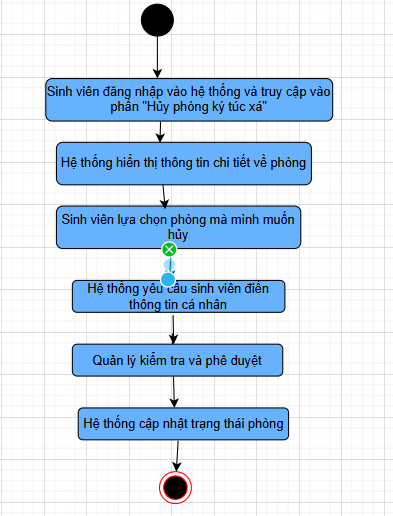 Sinh viên đăng nhập vào hệ thống và truy cập vào
phần "Hủy phòng ký túc xá"
Hệ thống hiển thị thông tin chi tiết về phòng
Sinh viên lựa chọn phòng mà mình muốn
hủy
Hệ thống yêu cầu sinh viên điền
thông tin cá nhân
Quản lý kiểm tra và phê duyệt
Hệ thống cập nhật trạng thái phòng